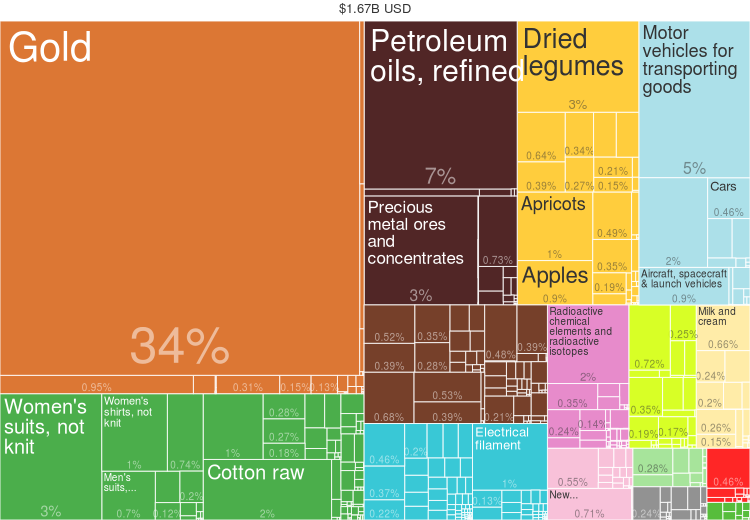 $1.67B USD
Gold
34%
0.95%
0.31%
0.15%
0.13%
Petroleum
oils, refined
7%
Precious
metal ores
and
concentrates
3%
0.73%
Dried
legumes
3%
0.64%
0.34%
0.21%
0.39%
0.27%
0.15%
Apricots
1%
0.49%
Apples
0.9%
0.35%
0.19%
Motor
vehicles for
transporting
goods
5%
2%
Cars
0.46%
Aircraft, spacecraft
& launch vehicles
0.9%
Women's
suits, not
knit
3%
Women's
shirts, not
knit
1%
0.74%
Men's
suits,...
0.7%
0.12%
0.2%
1%
0.28%
0.27%
0.18%
Cotton raw
2%
0.52%
0.35%
0.39%
0.28%
0.48%
0.39%
0.53%
0.68%
0.39%
0.21%
0.46%
0.2%
0.37%
0.22%
Electrical
filament
1%
0.13%
Radioactive
chemical
elements and
radioactive
isotopes
2%
0.35%
0.24%
0.14%
0.72%
0.25%
0.35%
0.19%
0.17%
Milk and
cream
0.66%
0.24%
0.2%
0.26%
0.15%
0.55%
New...
0.71%
0.28%
0.24%
0.46%